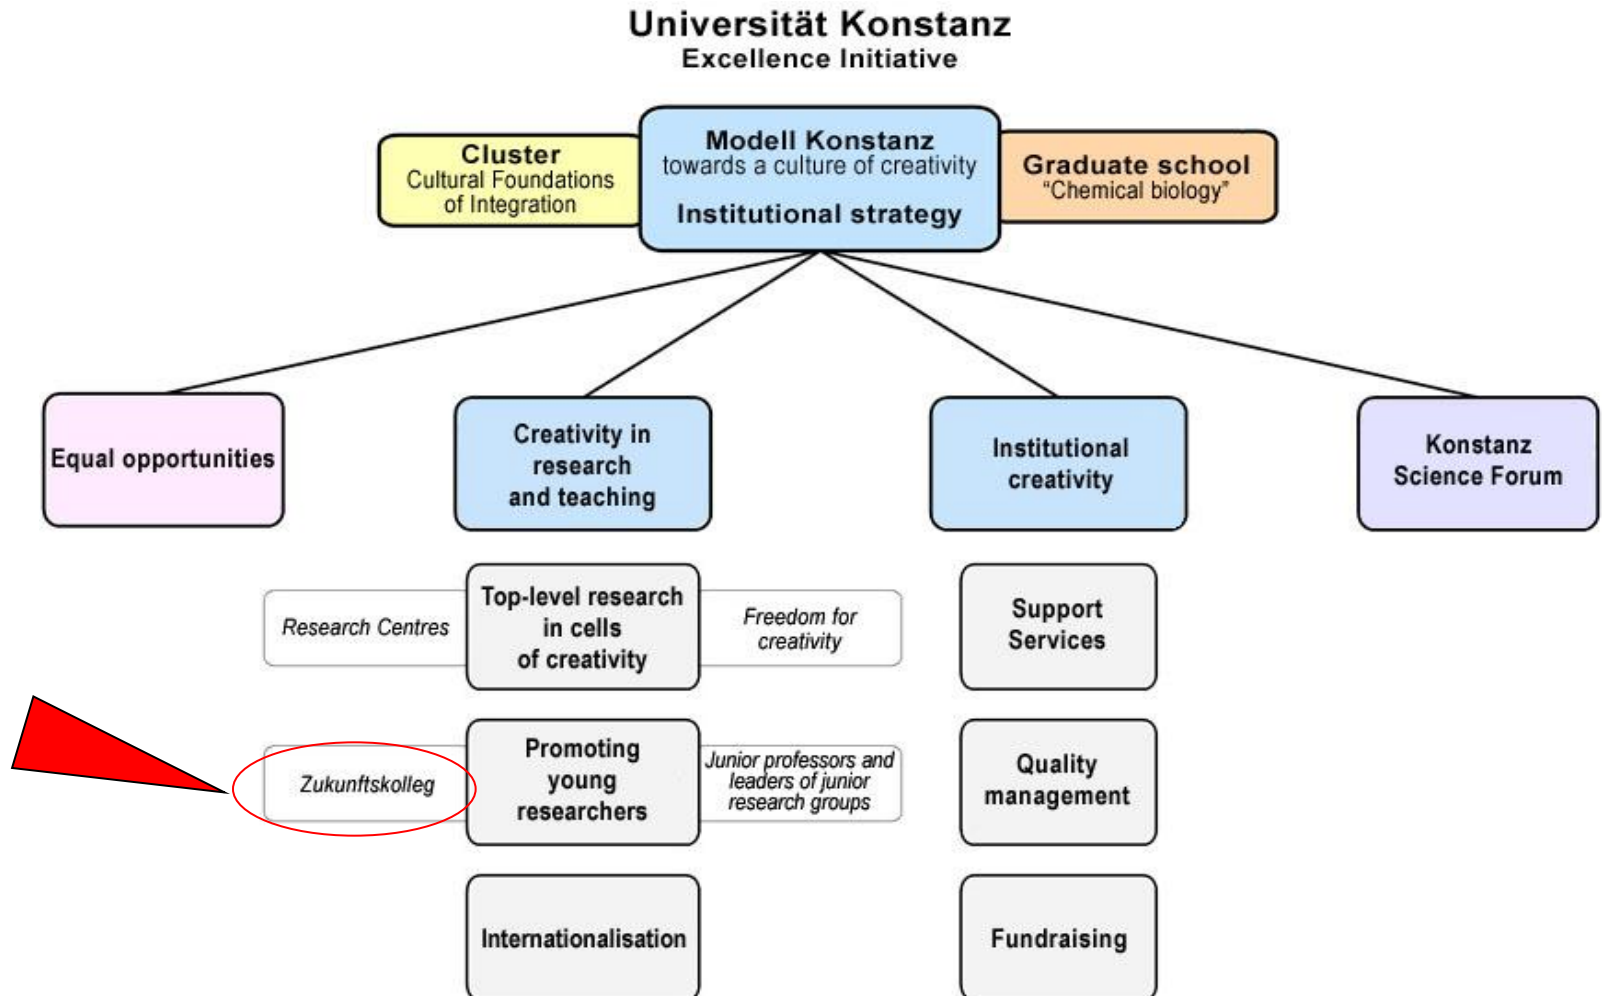 Universität Konstanz
Excellence Initiative
Cluster
Cultural Foundations
of Integration
Modell Konstanz
towards a culture of creativity
Institutional strategy
Graduate school
“Chemical biology”
Equal opportunities
Creativity in
research
and teaching
Institutional
creativity
Konstanz
Science Forum
Research Centres
Top-level research
in cells
of creativity
Freedom for
creativity
Support
Services
Zukunftskolleg
Promoting
young
researchers
Junior professors and
leaders of junior
research groups
Quality
management
Internationalisation
Fundraising